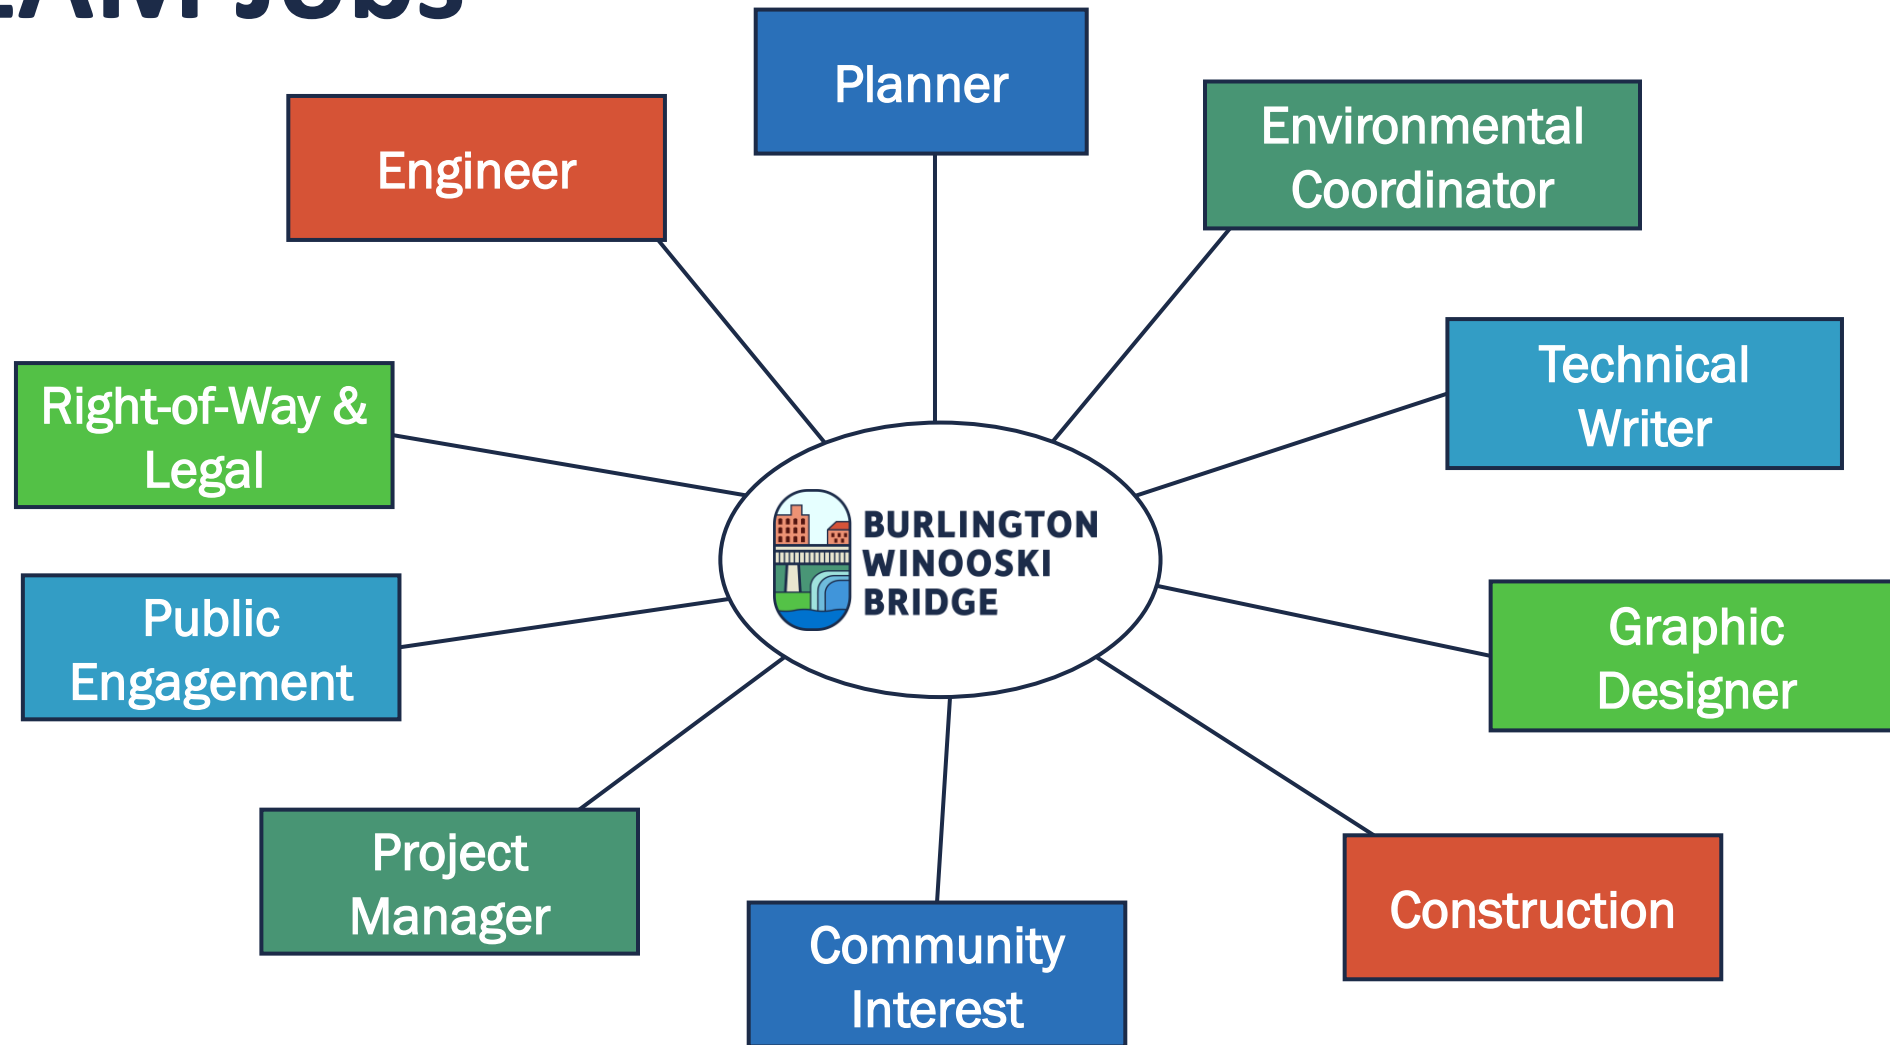 Jobs
Planner
Engineer
Environmental
Coordinator
Technical
Writer
Right-of-Way &
Legal
BURLINGTON
WINOOSKI
BRIDGE
Public
Engagement
Graphic
Designer
Project
Manager
Construction
Community
Interest